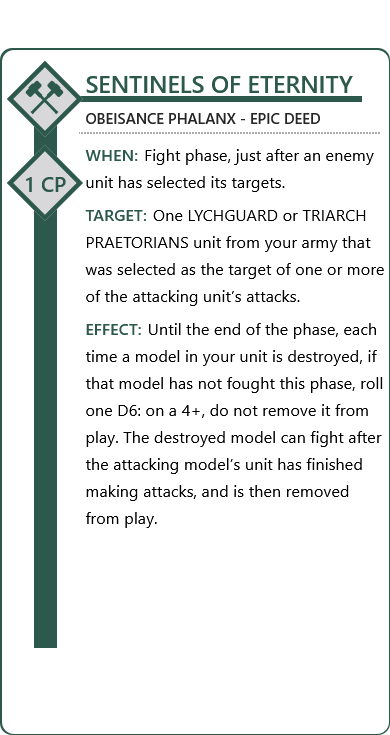 SENTINELS OF ETERNITY
OBEISANCE PHALANX - EPIC DEED
1 CP
WHEN: Fight phase, just after an enemy
unit has selected its targets.
TARGET: One LYCHGUARD or TRIARCH
PRAETORIANS unit from your army that
was selected as the target of one or more
of the attacking unit's attacks.
EFFECT: Until the end of the phase, each
time a model in your unit is destroyed, if
that model has not fought this phase, roll
one D6: on a 4+, do not remove it from
play. The destroyed model can fight after
the attacking model's unit has finished
making attacks, and is then removed
from play.